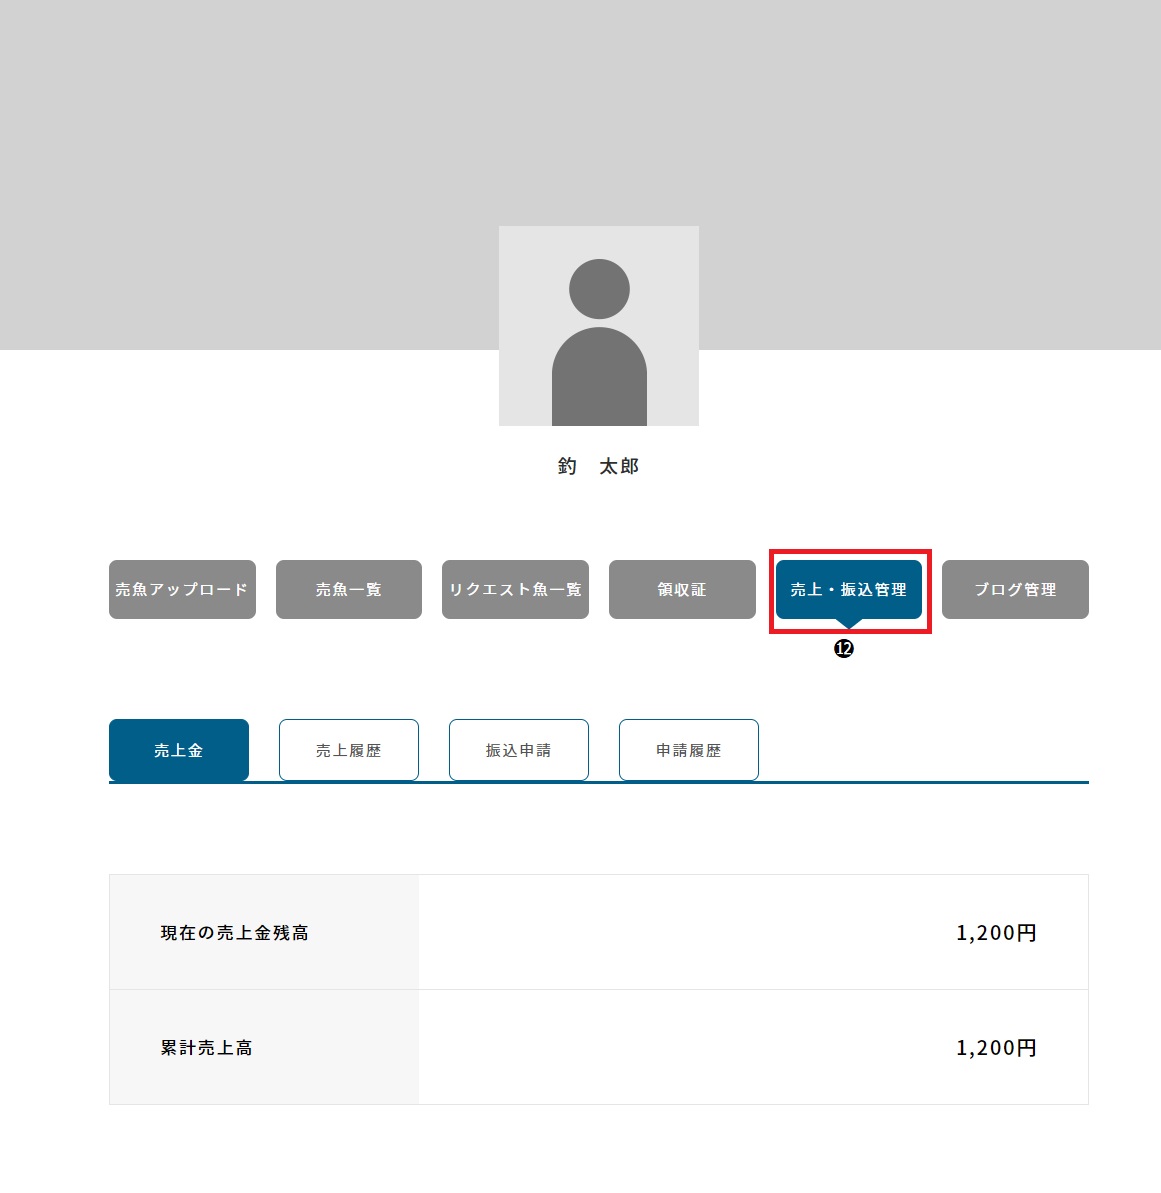 釣　太郎
売魚アップロード
売魚一覧
リクエスト魚一覧
領収証
売上・振込管理
ブログ管理
⓬
売上金
売上履歴
振込申請
申請履歴
現在の売上金残高
1,200円
累計売上高
1,200円